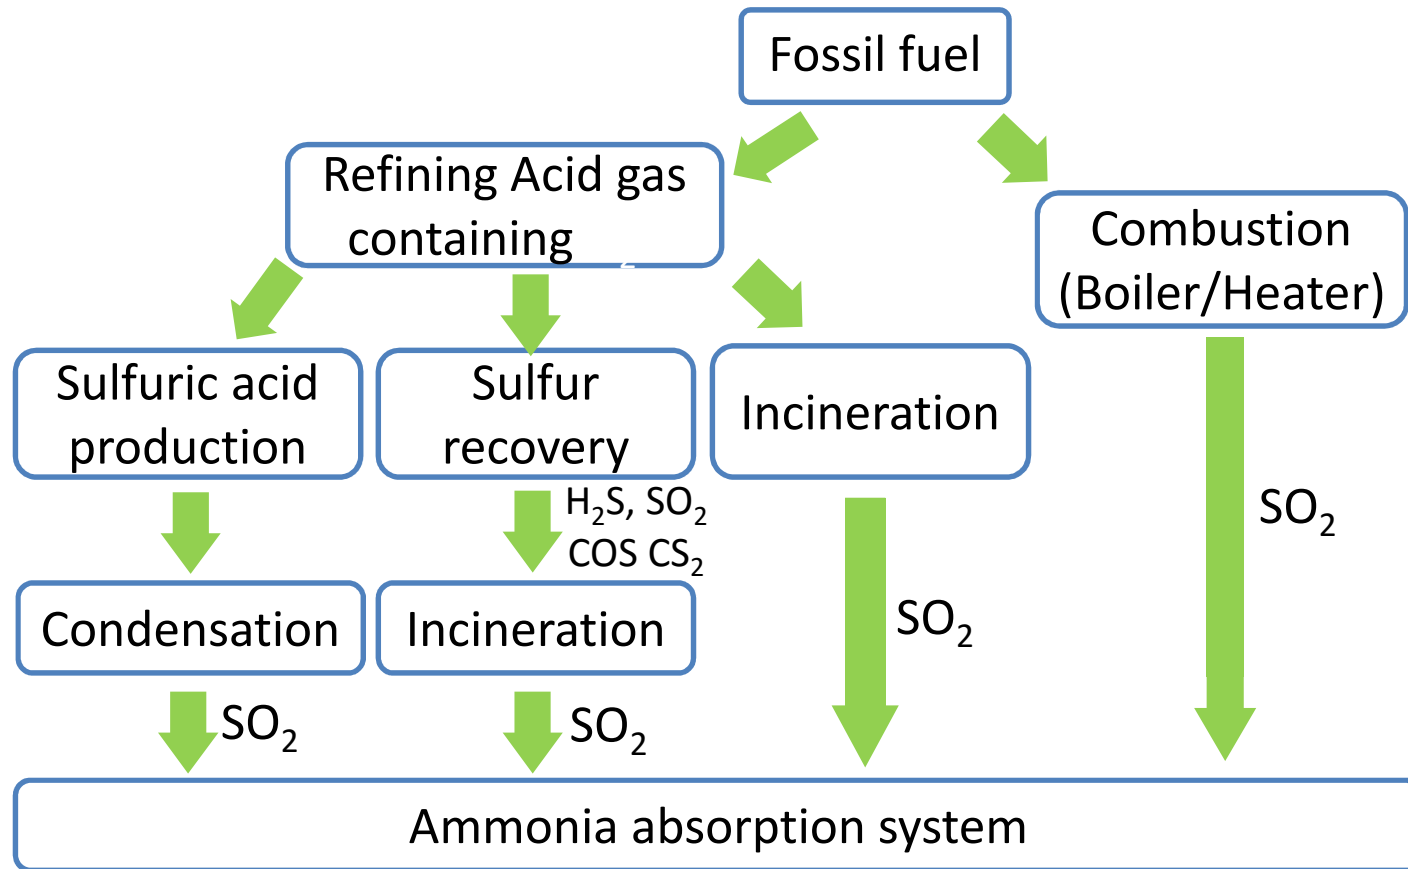 Fossil fuel
Refining Acid gas
containing
Combustion
(Boiler/Heater)
Sulfuric acid
production
Sulfur
recovery
Incineration
H₂S, SO₂
COS CS₂
SO₂
Condensation
Incineration
SO₂
SO₂
SO₂
Ammonia absorption system